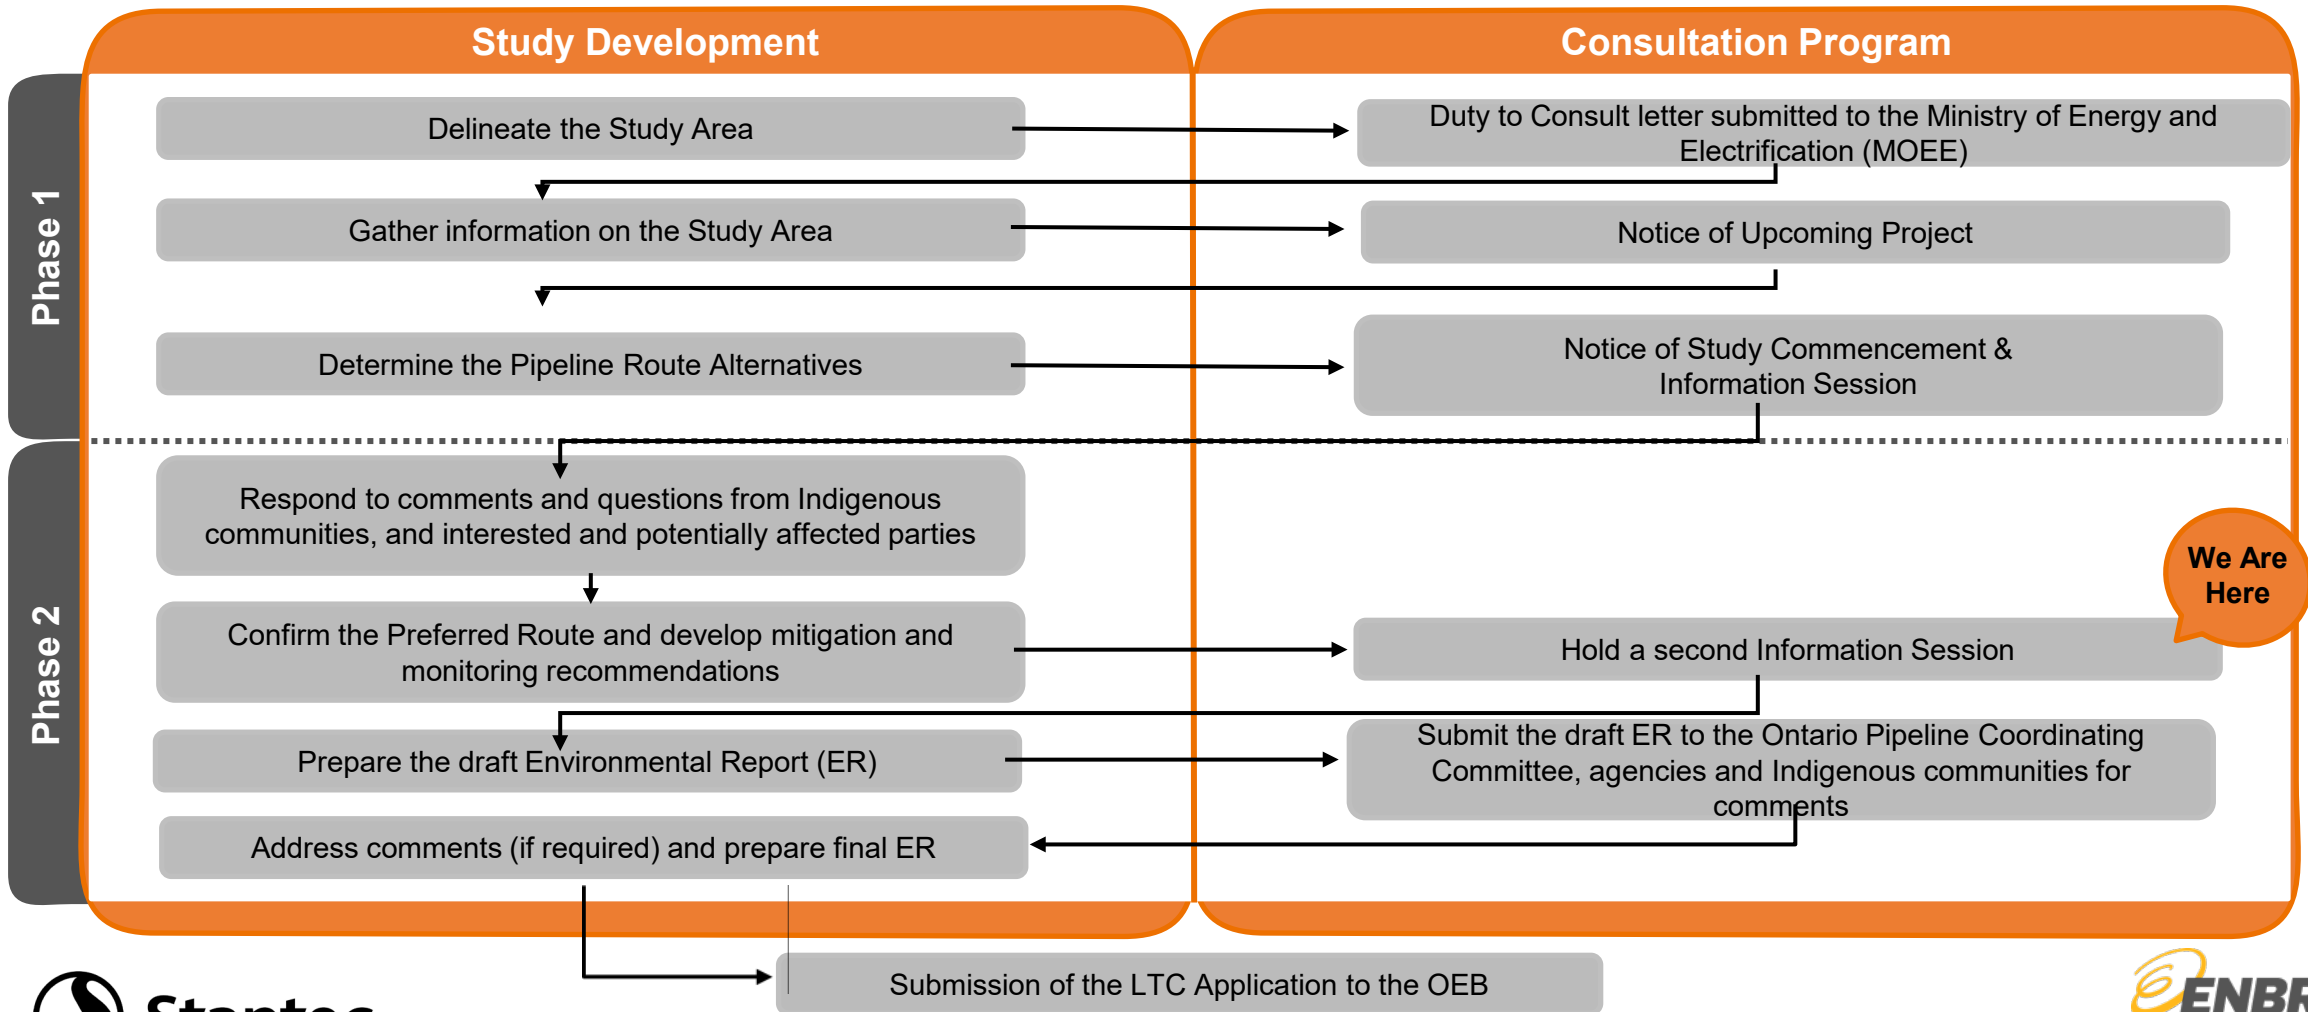 Study Development
Consultation Program
Phase 1
Delineate the Study Area
Duty to Consult letter submitted to the Ministry of Energy and
Electrification (MOEE)
Gather information on the Study Area
Notice of Upcoming Project
Determine the Pipeline Route Alternatives
Notice of Study Commencement &
Information Session
Phase 2
Respond to comments and questions from Indigenous
communities, and interested and potentially affected parties
We Are
Here
Confirm the Preferred Route and develop mitigation and
monitoring recommendations
Hold a second Information Session
Prepare the draft Environmental Report (ER)
Submit the draft ER to the Ontario Pipeline Coordinating
Committee, agencies and Indigenous communities for
comments
Address comments (if required) and prepare final ER
Submission of the LTC Application to the OEB
Stantec